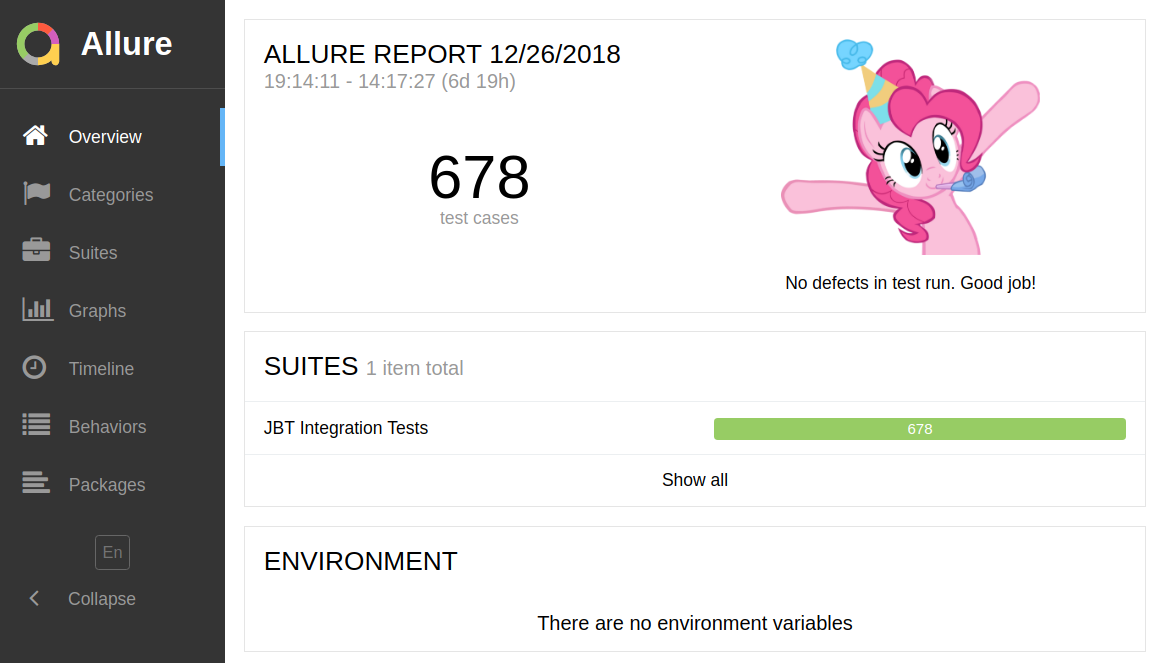 Allure
Overview
Categories
Suites
Graphs
Timeline
Behaviors
Packages
En
Collapse
ALLURE REPORT 12/26/2018
19:14:11 - 14:17:27 (6d 19h)
678
test cases
No defects in test run. Good job!
SUITES 1 item total
JBT Integration Tests 678
Show all
ENVIRONMENT
There are no environment variables